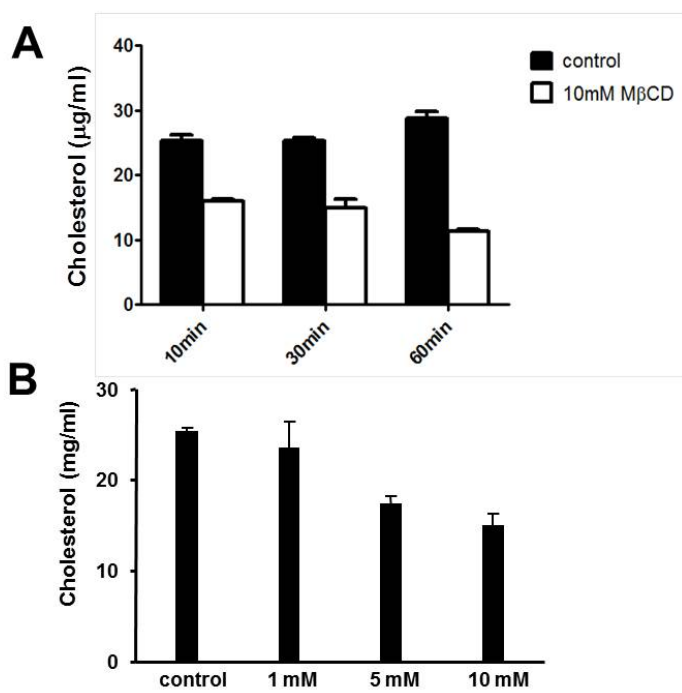 A
40
30
20
10
0
Cholesterol (μg/ml)
control
10mM MβCD
10min
30min
60min
B
30
20
10
0
Cholesterol (mg/ml)
control 1 mM 5 mM 10 mM